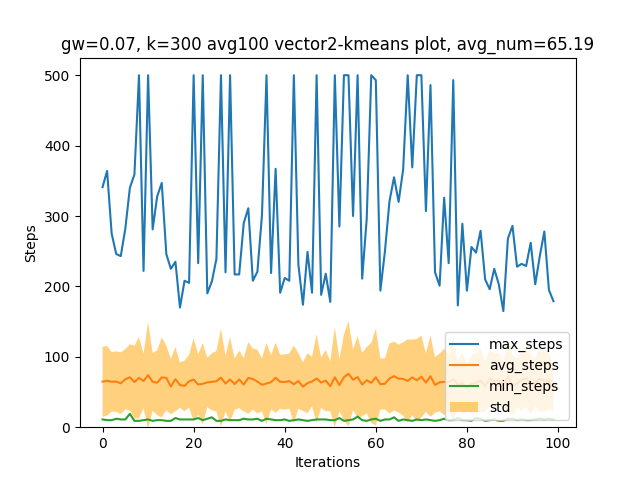 gw=0.07, k=300 avg100 vector2-kmeans plot, avg_num=65.19
500
400
300
200
100
0
Steps
max_steps
avg_steps
min_steps
std
0 20 40 60 80 100
Iterations